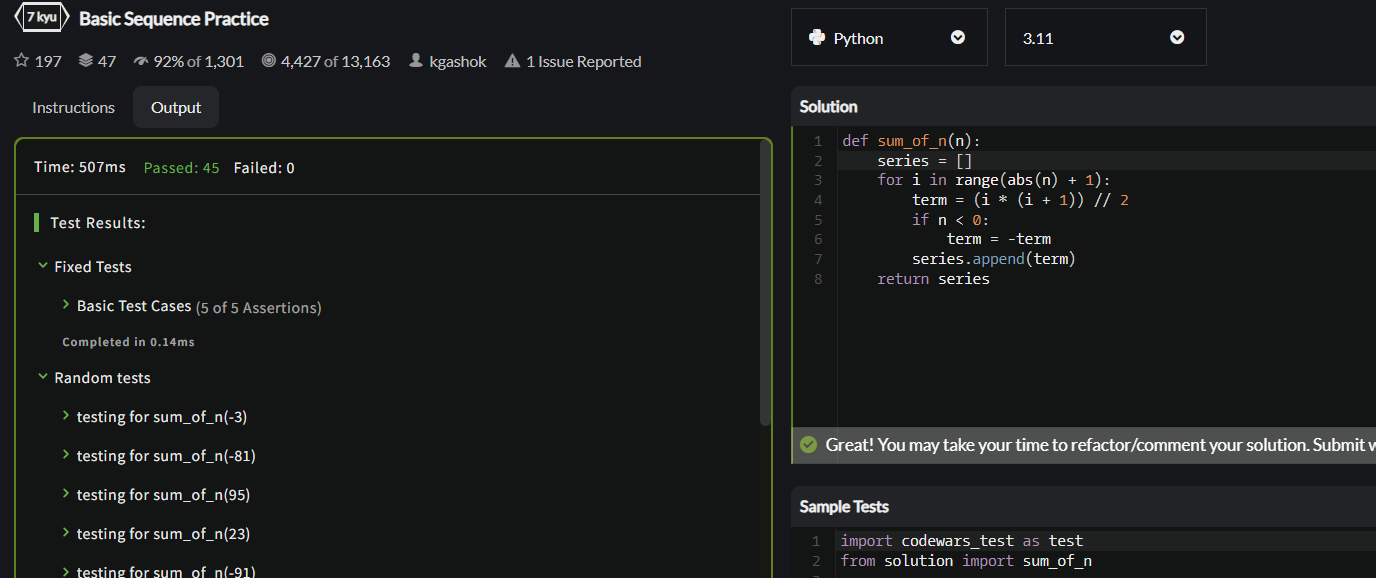 7 kyu Basic Sequence Practice
197 47 92% of 1,301 4,427 of 13,163 kgashok 1 Issue Reported
Instructions Output
Time: 507ms Passed: 45 Failed: 0
Test Results:
Fixed Tests
Basic Test Cases (5 of 5 Assertions)
Completed in 0.14ms
Random tests
testing for sum_of_n(-3)
testing for sum_of_n(-81)
testing for sum_of_n(95)
testing for sum_of_n(23)
testing for sum_of_n(-91)
Python 3.11
Solution
1 def sum_of_n(n):
2     series = []
3     for i in range(abs(n) + 1):
4         term = (i * (i + 1)) // 2
5         if n < 0:
6             term = -term
7         series.append(term)
8     return series
Great! You may take your time to refactor/comment your solution. Submit w
Sample Tests
1 import codewars_test as test
2 from solution import sum_of_n